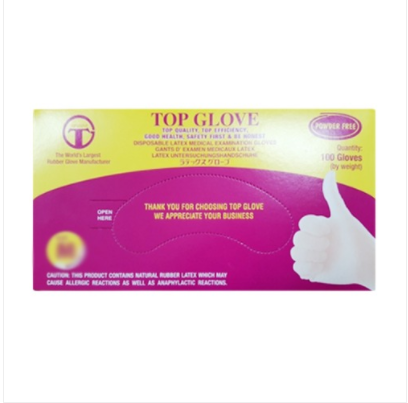 TOP GLOVE
TOP QUALITY, TOP EFFICIENCY,
GOOD HEALTH, SAFETY FIRST & BE HONEST
DISPOSABLE LATEX MEDICAL EXAMINATION GLOVES
GANTS D' EXAMEN MEDICAUX LATEX
LATEX UNTERSUCHUNGSHANDSCHUHE
ラテックスグローブ
The World's Largest
Rubber Glove Manufacturer
POWDER FREE
Quantity:
100 Gloves
(by weight)
OPEN
HERE
THANK YOU FOR CHOOSING TOP GLOVE
WE APPRECIATE YOUR BUSINESS
CAUTION: THIS PRODUCT CONTAINS NATURAL RUBBER LATEX WHICH MAY
CAUSE ALLERGIC REACTIONS AS WELL AS ANAPHYLACTIC REACTIONS.